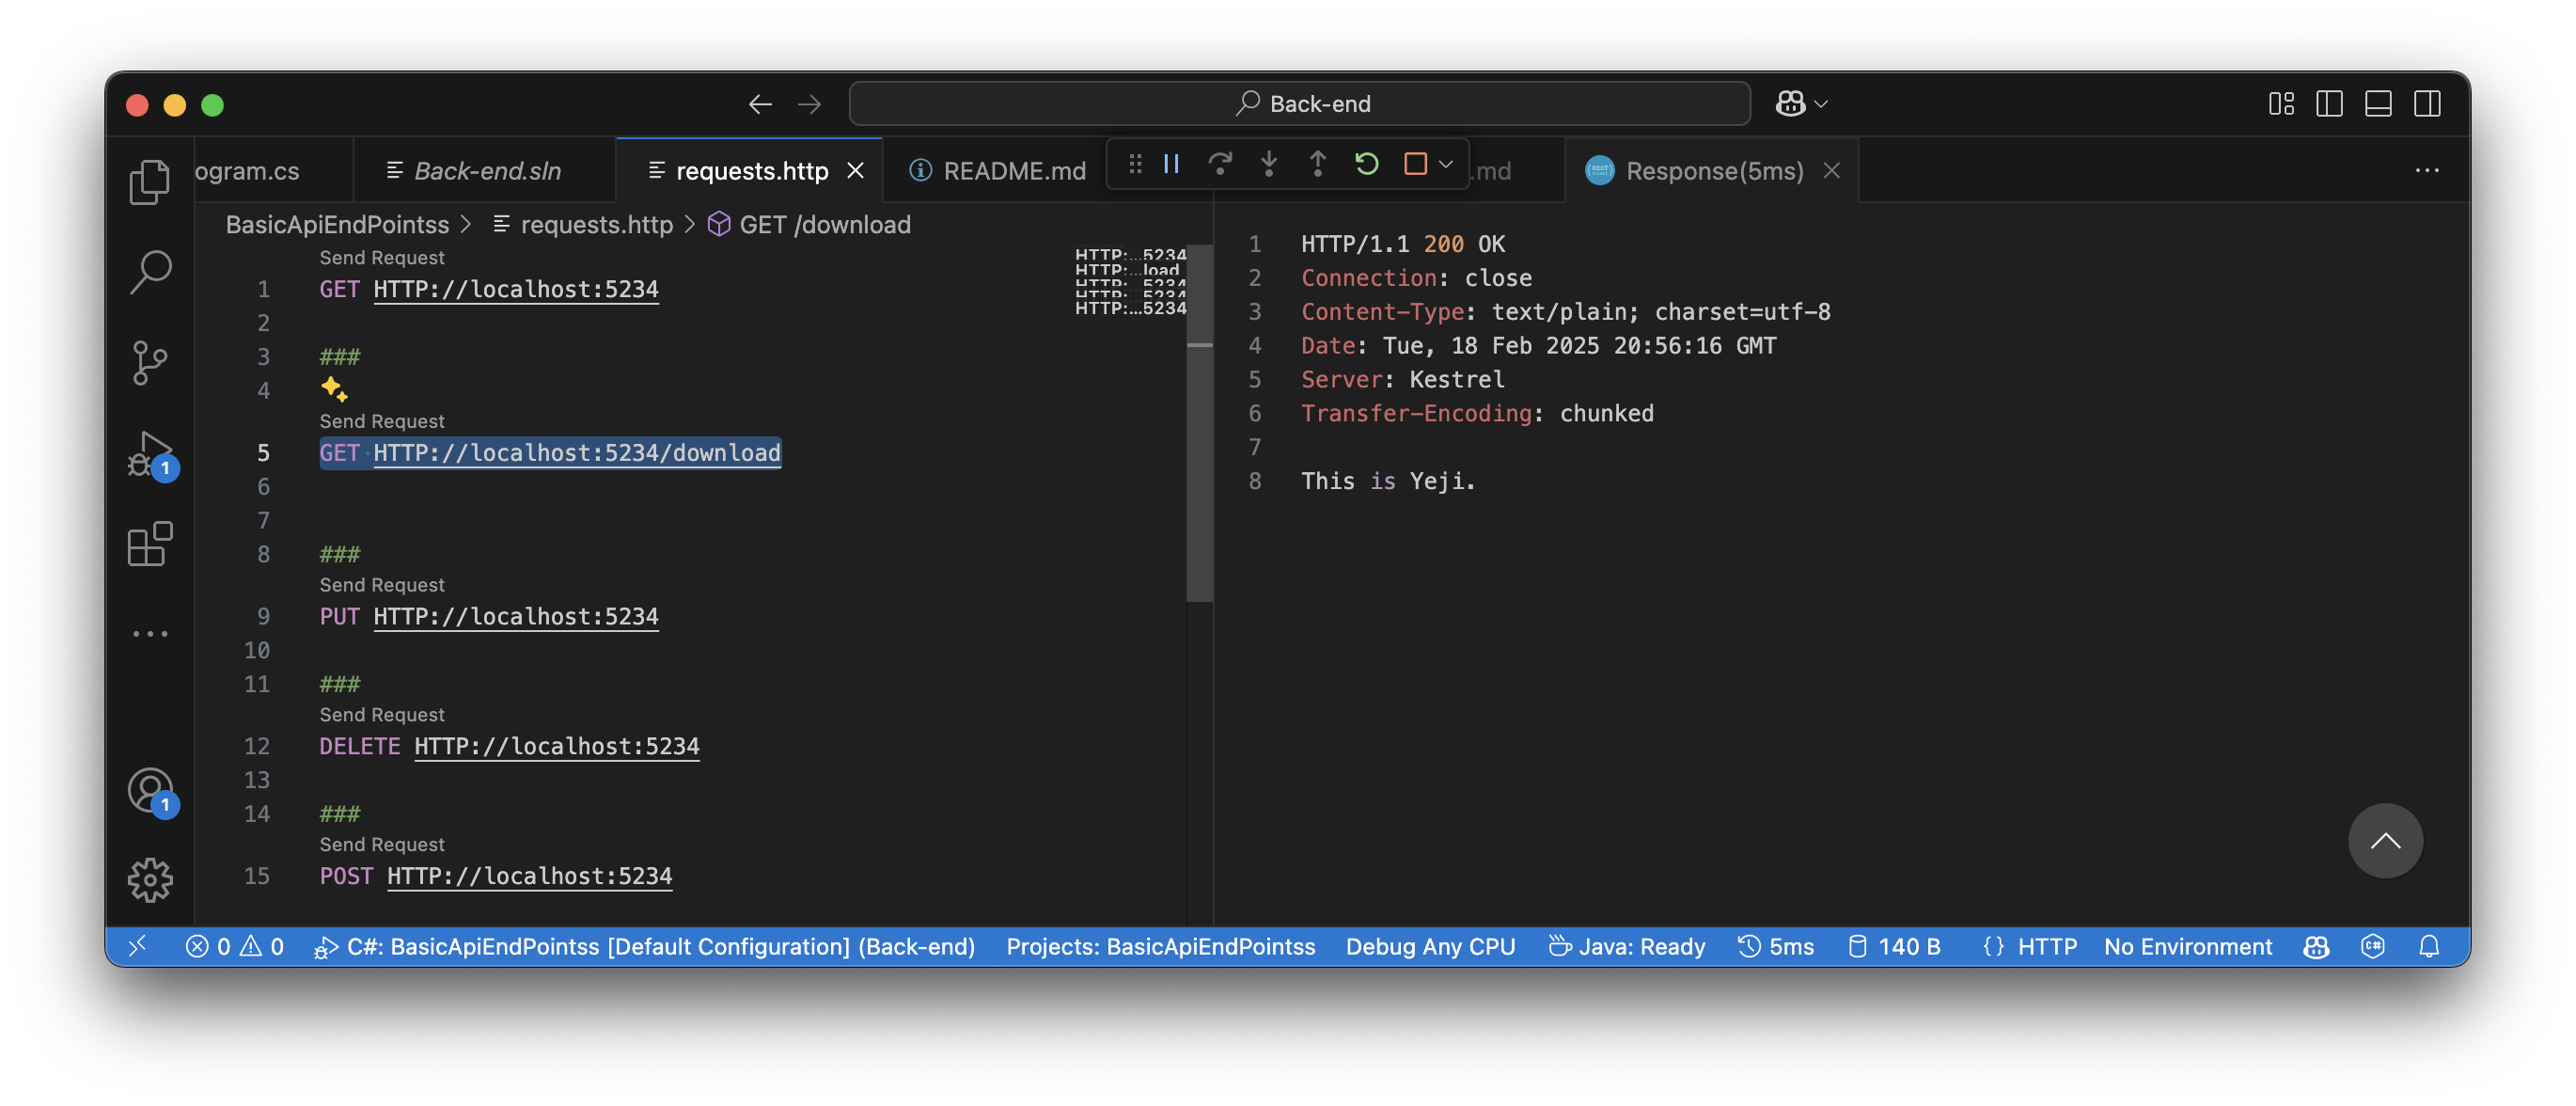 Back-end
ogram.cs
Back-end.sln
requests.http
README.md
.md
Response(5ms)
BasicApiEndPointss > requests.http > GET /download
Send Request
1 GET HTTP://localhost:5234
2
3 ###
4
Send Request
5 GET HTTP://localhost:5234/download
6
7
8 ###
Send Request
9 PUT HTTP://localhost:5234
10
11 ###
Send Request
12 DELETE HTTP://localhost:5234
13
14 ###
Send Request
15 POST HTTP://localhost:5234
HTTP:...5234
HTTP:...load
HTTP:...5234
HTTP:...5234
HTTP:...5234
1 HTTP/1.1 200 OK
2 Connection: close
3 Content-Type: text/plain; charset=utf-8
4 Date: Tue, 18 Feb 2025 20:56:16 GMT
5 Server: Kestrel
6 Transfer-Encoding: chunked
7
8 This is Yeji.
1
1
0 0 C#: BasicApiEndPointss [Default Configuration] (Back-end) Projects: BasicApiEndPointss Debug Any CPU Java: Ready 5ms 140 B {} HTTP No Environment